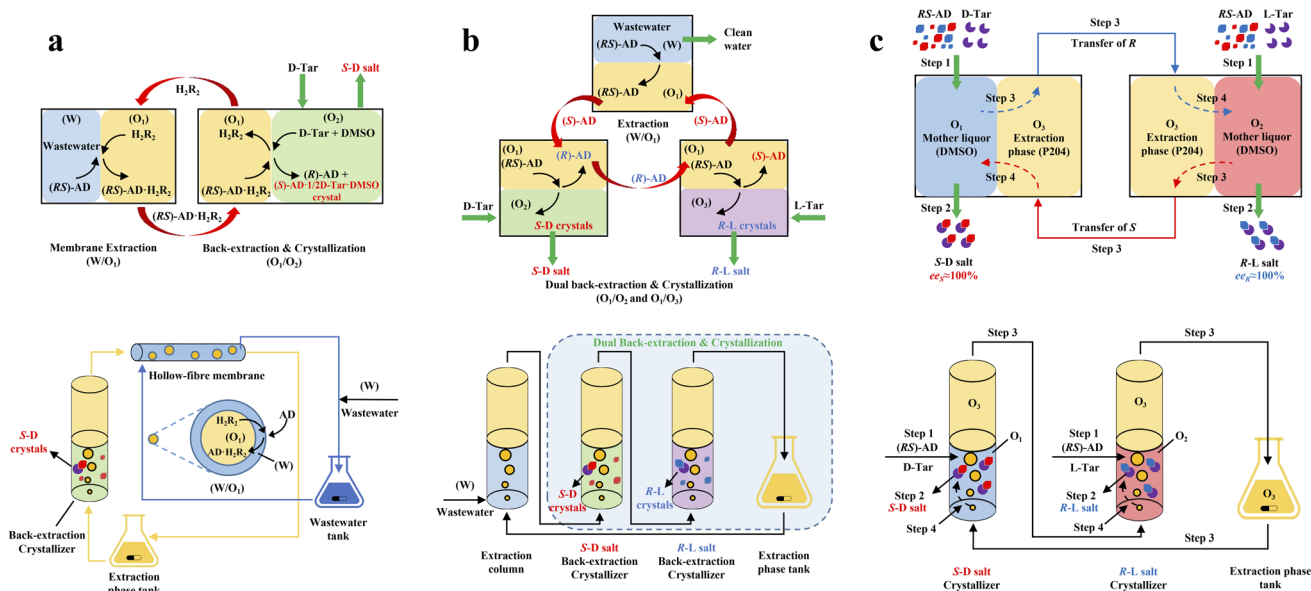 a
D-Tar
S-D salt
H₂R₂
(W)
(O₁)
H₂R₂
Wastewater
(RS)-AD
(RS)-AD·H₂R₂
(O₁)
H₂R₂
(RS)-AD·H₂R₂
(O₂)
D-Tar + DMSO
(R)-AD +
(S)-AD·1/2D-Tar·DMSO
crystal
(RS)-AD·H₂R₂
Membrane Extraction
(W/O₁)
Back-extraction & Crystallization
(O₁/O₂)
Hollow-fibre membrane
(W)
Wastewater
H₂R₂
(O₁)
AD·H₂R₂
AD
(W)
(W/O₁)
S-D
crystals
Back-extraction
Crystallizer
Extraction
phase tank
Wastewater
tank
b
Wastewater
(RS)-AD
(W)
Clean
water
(RS)-AD
(O₁)
Extraction
(W/O₁)
(S)-AD
(S)-AD
(O₁)
(RS)-AD
(R)-AD
(R)-AD
(O₁)
(RS)-AD
(S)-AD
D-Tar
(O₂)
S-D crystals
(O₃)
R-L crystals
L-Tar
S-D salt
R-L salt
Dual back-extraction & Crystallization
(O₁/O₂ and O₁/O₃)
Dual Back-extraction & Crystallization
(W)
Wastewater
S-D
crystals
R-L
crystals
Extraction
column
S-D salt
Back-extraction
Crystallizer
R-L salt
Back-extraction
Crystallizer
Extraction
phase tank
c
RS-AD
D-Tar
Step 3
Transfer of R
RS-AD
L-Tar
Step 1
Step 1
Step 3
Step 4
O₁
Mother liquor
(DMSO)
O₃
Extraction
phase (P204)
O₃
Extraction
phase (P204)
O₂
Mother liquor
(DMSO)
Step 4
Step 3
Step 2
Transfer of S
Step 3
Step 2
S-D salt
eeS≈100%
R-L salt
eeR≈100%
Step 3
Step 3
O₃
O₃
Step 1
(RS)-AD
D-Tar
O₁
Step 2
S-D salt
Step 4
Step 1
(RS)-AD
L-Tar
O₂
Step 2
R-L salt
Step 4
O₃
Step 3
S-D salt
Crystallizer
R-L salt
Crystallizer
Extraction phase
tank